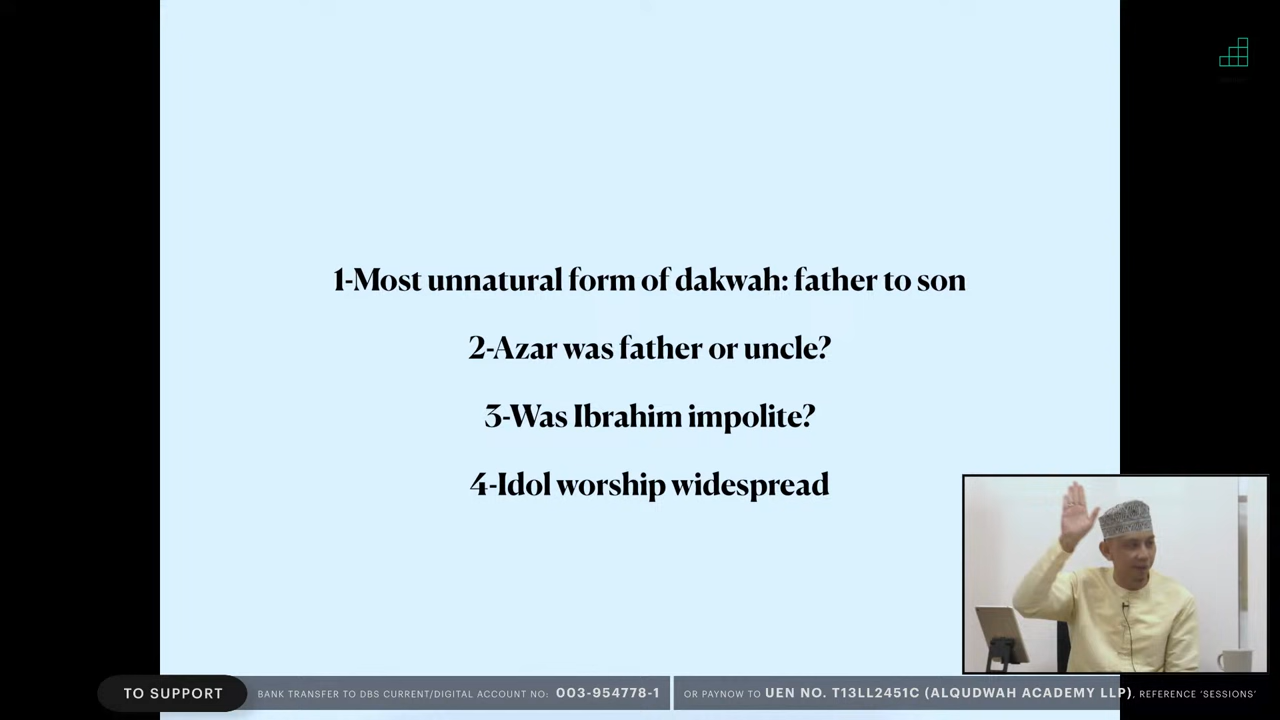 1-Most unnatural form of dakwah: father to son
2-Azar was father or uncle?
3-Was Ibrahim impolite?
4-Idol worship widespread
TO SUPPORT
BANK TRANSFER TO DBS CURRENT/DIGITAL ACCOUNT NO: 003-954778-1
OR PAYNOW TO UEN NO. T13LL2451C (ALQUDWAH ACADEMY LLP), REFERENCE 'SESSIONS'